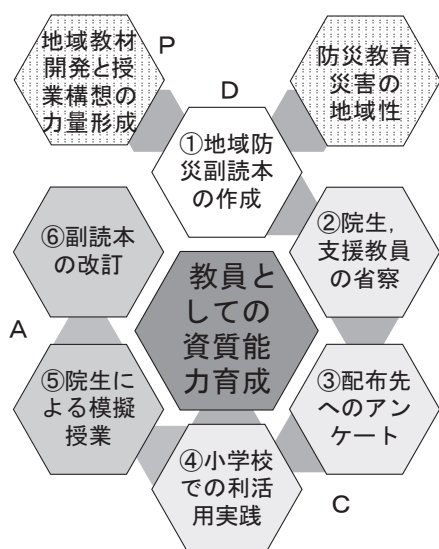 地域教材
開発と授
業構想の
力量形成
P
防災教育
災害の
地域性
D
①地域防
災副読本
の作成
②院生,
支援教員
の省察
⑥副読本
の改訂
教員と
しての
資質能
力育成
A
⑤院生に
よる模擬
授業
③配布先
へのアン
ケート
④小学校
での利活
用実践
C